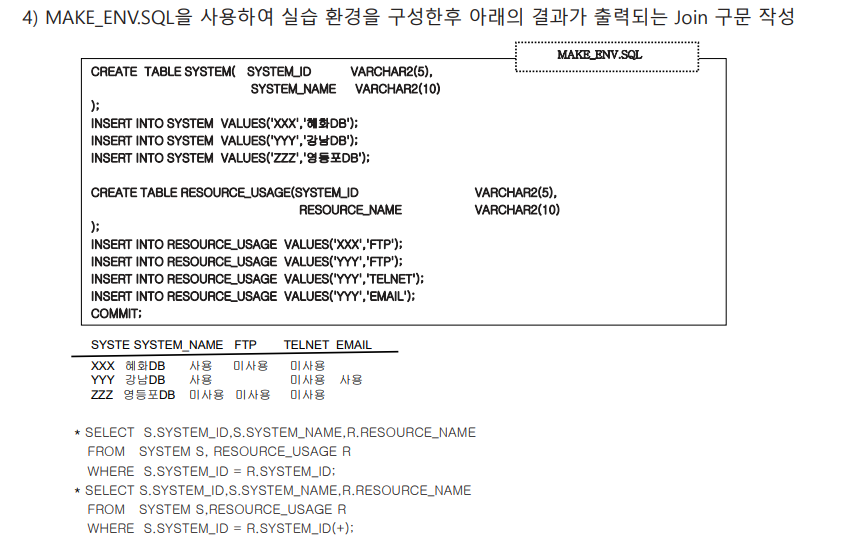 4) MAKE_ENV.SQL을 사용하여 실습 환경을 구성한후 아래의 결과가 출력되는 Join 구문 작성
MAKE_ENV.SQL
CREATE TABLE SYSTEM( SYSTEM_ID VARCHAR2(5),
SYSTEM_NAME VARCHAR2(10)
);
INSERT INTO SYSTEM VALUES('XXX','혜화DB');
INSERT INTO SYSTEM VALUES('YYY','강남DB');
INSERT INTO SYSTEM VALUES('ZZZ','영등포DB');
CREATE TABLE RESOURCE_USAGE(SYSTEM_ID VARCHAR2(5),
RESOURCE_NAME VARCHAR2(10)
);
INSERT INTO RESOURCE_USAGE VALUES('XXX','FTP');
INSERT INTO RESOURCE_USAGE VALUES('YYY','FTP');
INSERT INTO RESOURCE_USAGE VALUES('YYY','TELNET');
INSERT INTO RESOURCE_USAGE VALUES('YYY','EMAIL');
COMMIT;
SYSTE SYSTEM_NAME FTP TELNET EMAIL
XXX 혜화DB 사용 미사용 미사용
YYY 강남DB 사용 미사용 사용
ZZZ 영등포DB 미사용 미사용 미사용
* SELECT S.SYSTEM_ID,S.SYSTEM_NAME,R.RESOURCE_NAME
FROM SYSTEM S, RESOURCE_USAGE R
WHERE S.SYSTEM_ID = R.SYSTEM_ID;
* SELECT S.SYSTEM_ID,S.SYSTEM_NAME,R.RESOURCE_NAME
FROM SYSTEM S,RESOURCE_USAGE R
WHERE S.SYSTEM_ID = R.SYSTEM_ID(+);